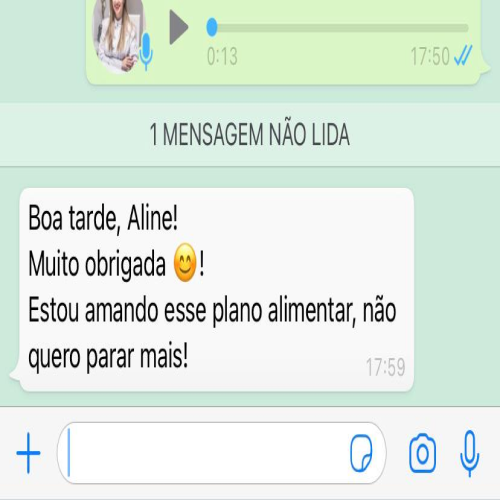 0:13 17:50
1 MENSAGEM NÃO LIDA
Boa tarde, Aline!
Muito obrigada 😊!
Estou amando esse plano alimentar, não
quero parar mais!
17:59